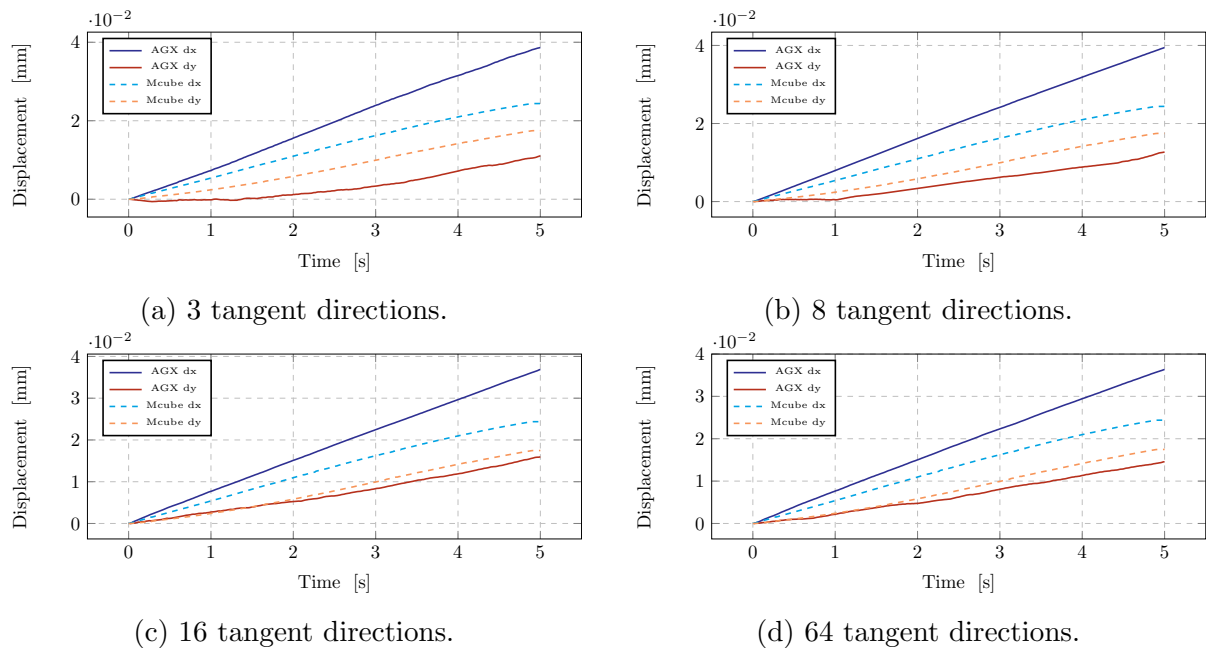 ·10−2
4
2
0
Displacement [mm]
AGX dx
AGX dy
Mcube dx
Mcube dy
0 1 2 3 4 5
Time [s]
(a) 3 tangent directions.
·10−2
4
2
0
Displacement [mm]
AGX dx
AGX dy
Mcube dx
Mcube dy
0 1 2 3 4 5
Time [s]
(b) 8 tangent directions.
·10−2
4
3
2
1
0
Displacement [mm]
AGX dx
AGX dy
Mcube dx
Mcube dy
0 1 2 3 4 5
Time [s]
(c) 16 tangent directions.
·10−2
4
3
2
1
0
Displacement [mm]
AGX dx
AGX dy
Mcube dx
Mcube dy
0 1 2 3 4 5
Time [s]
(d) 64 tangent directions.